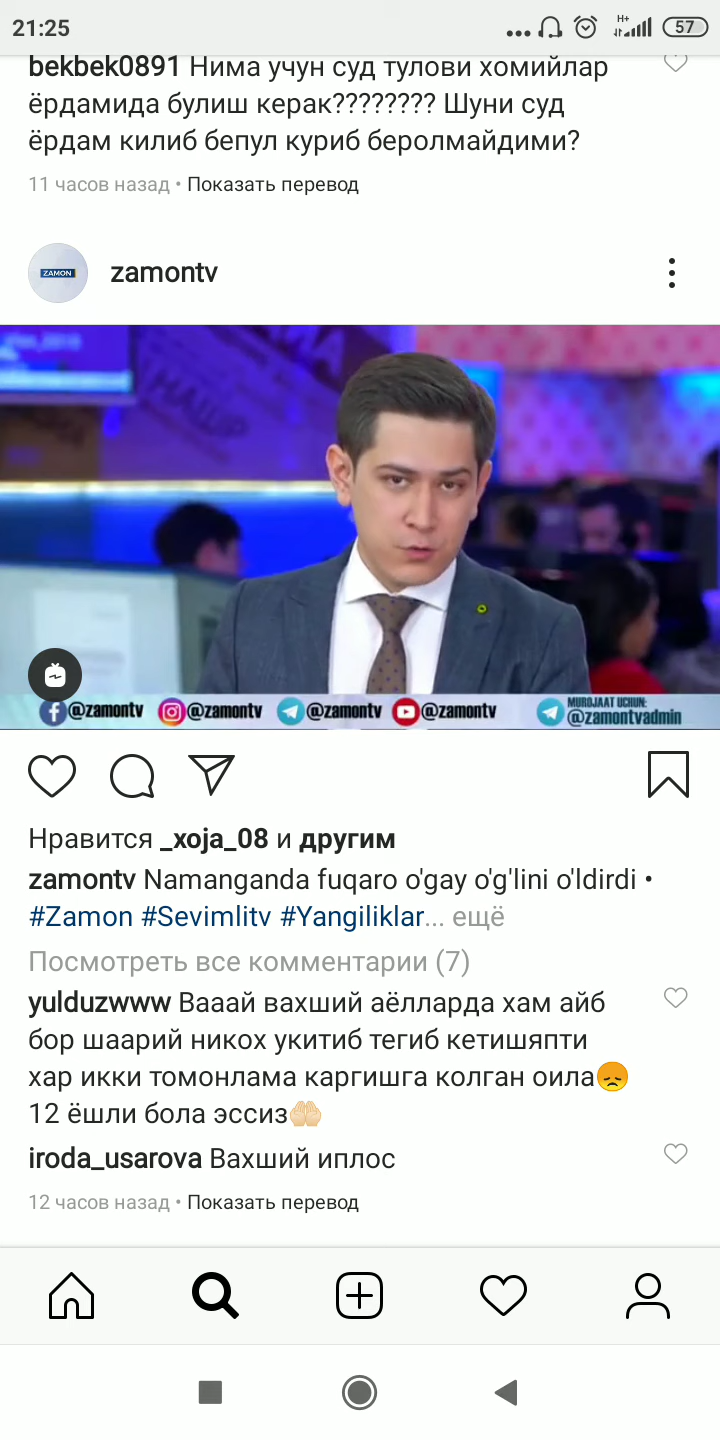 21:25
H+
57
bekbek0891 Нима учун суд тулови хомийлар
ёрдамида булиш керак???????? Шуни суд
ёрдам килиб бепул куриб беролмайдими?
11 часов назад • Показать перевод
ZAMON
zamontv
НАШР
@zamontv @zamontv @zamontv @zamontv
MUROJAAT UCHUN:
@zamontvadmin
Нравится _xoja_08 и другим
zamontv Namanganda fuqaro o'gay o'g'lini o'ldirdi •
#Zamon #Sevimlitv #Yangiliklar... ещё
Посмотреть все комментарии (7)
yulduzwww Вааай вахший аёлларда хам айб
бор шаарий никох укитиб тегиб кетишяпти
хар икки томонлама каргишга колган оила😞
12 ёшли бола эссиз🤲🏻
iroda_usarova Вахший иплос
12 часов назад • Показать перевод